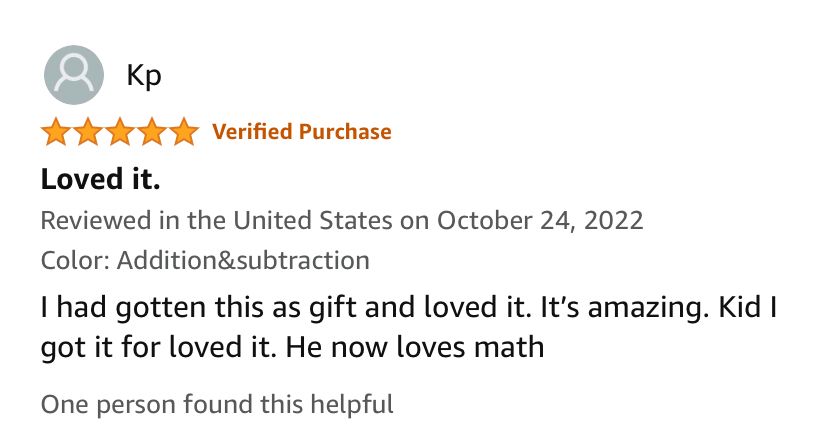 Kp
Verified Purchase
Loved it.
Reviewed in the United States on October 24, 2022
Color: Addition&subtraction
I had gotten this as gift and loved it. It’s amazing. Kid I
got it for loved it. He now loves math
One person found this helpful